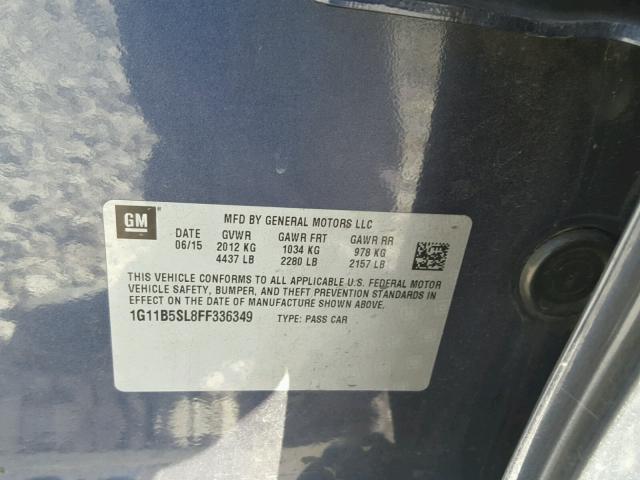 GM
MFD BY GENERAL MOTORS LLC
DATE GVWR GAWR FRT GAWR RR
06/15 2012 KG 1034 KG 978 KG
4437 LB 2280 LB 2157 LB
THIS VEHICLE CONFORMS TO ALL APPLICABLE U.S. FEDERAL MOTOR
VEHICLE SAFETY, BUMPER, AND THEFT PREVENTION STANDARDS IN
EFFECT ON THE DATE OF MANUFACTURE SHOWN ABOVE.
1G11B5SL8FF336349 TYPE: PASS CAR